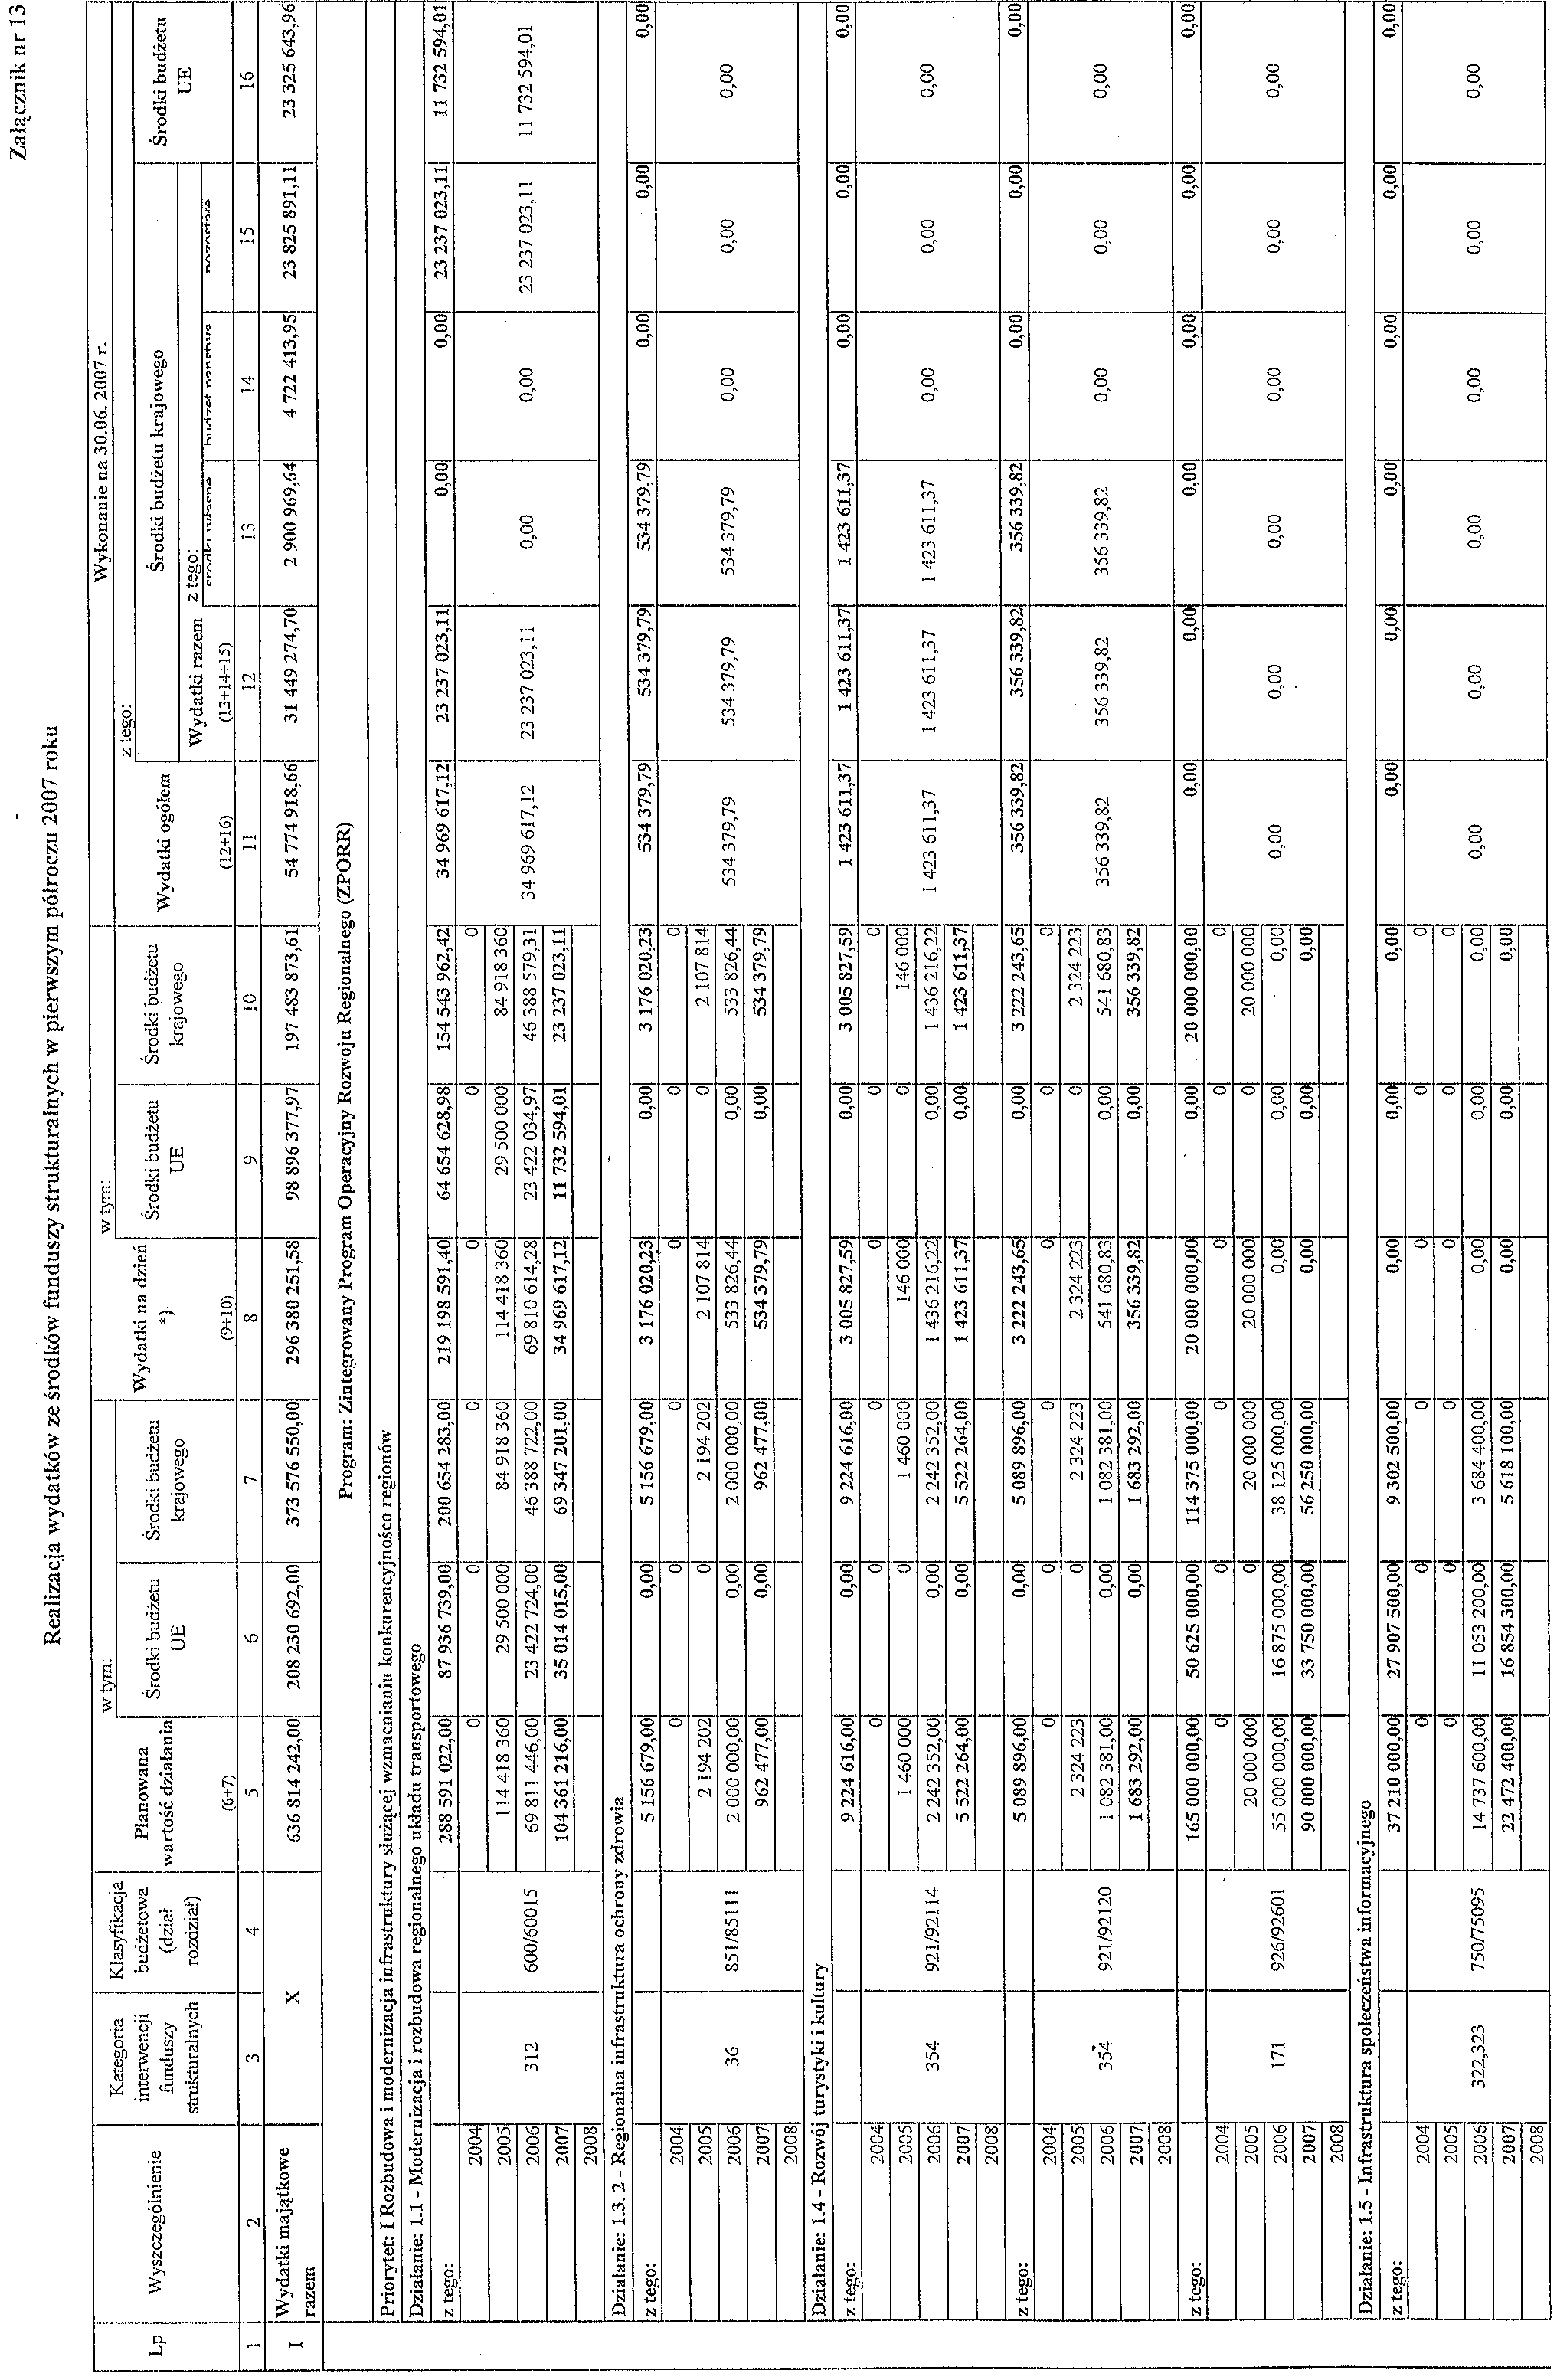 Załącznik nr 13
Realizacja wydatków ze środków funduszy strukturalnych w pierwszym półroczu 2007 roku
Lp
Wyszczególnienie
Kategoria interwencji funduszy strukturalnych
Klasyfikacja budżetowa (dział rozdział)
Planowana wartość działania (6+7)
w tym:
Środki budżetu UE
Środki budżetu krajowego
Wydatki na dzień *) (9+10)
w tym:
Środki budżetu UE
Środki budżetu krajowego
Wykonanie na 30.06. 2007 r.
Wydatki ogółem (12+16)
z tego:
Środki budżetu krajowego
Wydatki razem (13+14+15)
z tego:
środki własne
budżet państwa
pozostałe
Środki budżetu UE
1 2 3 4 5 6 7 8 9 10 11 12 13 14 15 16
I Wydatki majątkowe razem X 636 814 242,00 208 230 692,00 373 576 550,00 296 380 251,58 98 896 377,97 197 483 873,61 54 774 918,66 31 449 274,70 2 900 969,64 4 722 413,95 23 825 891,11 23 325 643,96
Program: Zintegrowany Program Operacyjny Rozwoju Regionalnego (ZPORR)
Priorytet: I Rozbudowa i modernizacja infrastruktury służącej wzmacnianiu konkurencyjnośco regionów
Działanie: 1.1 - Modernizacja i rozbudowa regionalnego układu transportowego
z tego: 288 591 022,00 87 936 739,00 200 654 283,00 219 198 591,40 64 654 628,98 154 543 962,42 34 969 617,12 23 237 023,11 0,00 0,00 23 237 023,11 11 732 594,01
2004 0 0 0 0 0 0
2005 114 418 360 29 500 000 84 918 360 114 418 360 29 500 000 84 918 360
2006 312 600/60015 69 811 446,00 23 422 724,00 46 388 722,00 69 810 614,28 23 422 034,97 46 388 579,31 34 969 617,12 23 237 023,11 0,00 0,00 23 237 023,11 11 732 594,01
2007 104 361 216,00 35 014 015,00 69 347 201,00 34 969 617,12 11 732 594,01 23 237 023,11
2008
Działanie: 1.3. 2 - Regionalna infrastruktura ochrony zdrowia
z tego: 5 156 679,00 0,00 5 156 679,00 3 176 020,23 0,00 3 176 020,23 534 379,79 534 379,79 534 379,79 0,00 0,00 0,00
2004 0 0 0 0 0 0
2005 2 194 202 0 2 194 202 2 107 814 0 2 107 814
2006 36 851/85111 2 000 000,00 0,00 2 000 000,00 533 826,44 0,00 533 826,44 534 379,79 534 379,79 534 379,79 0,00 0,00 0,00
2007 962 477,00 0,00 962 477,00 534 379,79 0,00 534 379,79
2008
Działanie: 1.4 - Rozwój turystyki i kultury
z tego: 9 224 616,00 0,00 9 224 616,00 3 005 827,59 0,00 3 005 827,59 1 423 611,37 1 423 611,37 1 423 611,37 0,00 0,00 0,00
2004 0 0 0 0 0 0
2005 1 460 000 0 1 460 000 146 000 0 146 000
2006 354 921/92114 2 242 352,00 0,00 2 242 352,00 1 436 216,22 0,00 1 436 216,22 1 423 611,37 1 423 611,37 1 423 611,37 0,00 0,00 0,00
2007 5 522 264,00 0,00 5 522 264,00 1 423 611,37 0,00 1 423 611,37
2008
z tego: 5 089 896,00 0,00 5 089 896,00 3 222 243,65 0,00 3 222 243,65 356 339,82 356 339,82 356 339,82 0,00 0,00 0,00
2004 0 0 0 0 0 0
2005 2 324 223 0 2 324 223 2 324 223 0 2 324 223
2006 354 921/92120 1 082 381,00 0,00 1 082 381,00 541 680,83 0,00 541 680,83 356 339,82 356 339,82 356 339,82 0,00 0,00 0,00
2007 1 683 292,00 0,00 1 683 292,00 356 339,82 0,00 356 339,82
2008
z tego: 165 000 000,00 50 625 000,00 114 375 000,00 20 000 000,00 0,00 20 000 000,00 0,00 0,00 0,00 0,00 0,00 0,00
2004 0 0 0 0 0 0
2005 20 000 000 0 20 000 000 20 000 000 0 20 000 000
2006 171 926/92601 55 000 000,00 16 875 000,00 38 125 000,00 0,00 0,00 0,00 0,00 0,00 0,00 0,00 0,00 0,00
2007 90 000 000,00 33 750 000,00 56 250 000,00 0,00 0,00 0,00
2008
Działanie: 1.5 - Infrastruktura społeczeństwa informacyjnego
z tego: 37 210 000,00 27 907 500,00 9 302 500,00 0,00 0,00 0,00 0,00 0,00 0,00 0,00 0,00 0,00
2004 0 0 0 0 0 0
2005 0 0 0 0 0 0
2006 322,323 750/75095 14 737 600,00 11 053 200,00 3 684 400,00 0,00 0,00 0,00 0,00 0,00 0,00 0,00 0,00 0,00
2007 22 472 400,00 16 854 300,00 5 618 100,00 0,00 0,00 0,00
2008